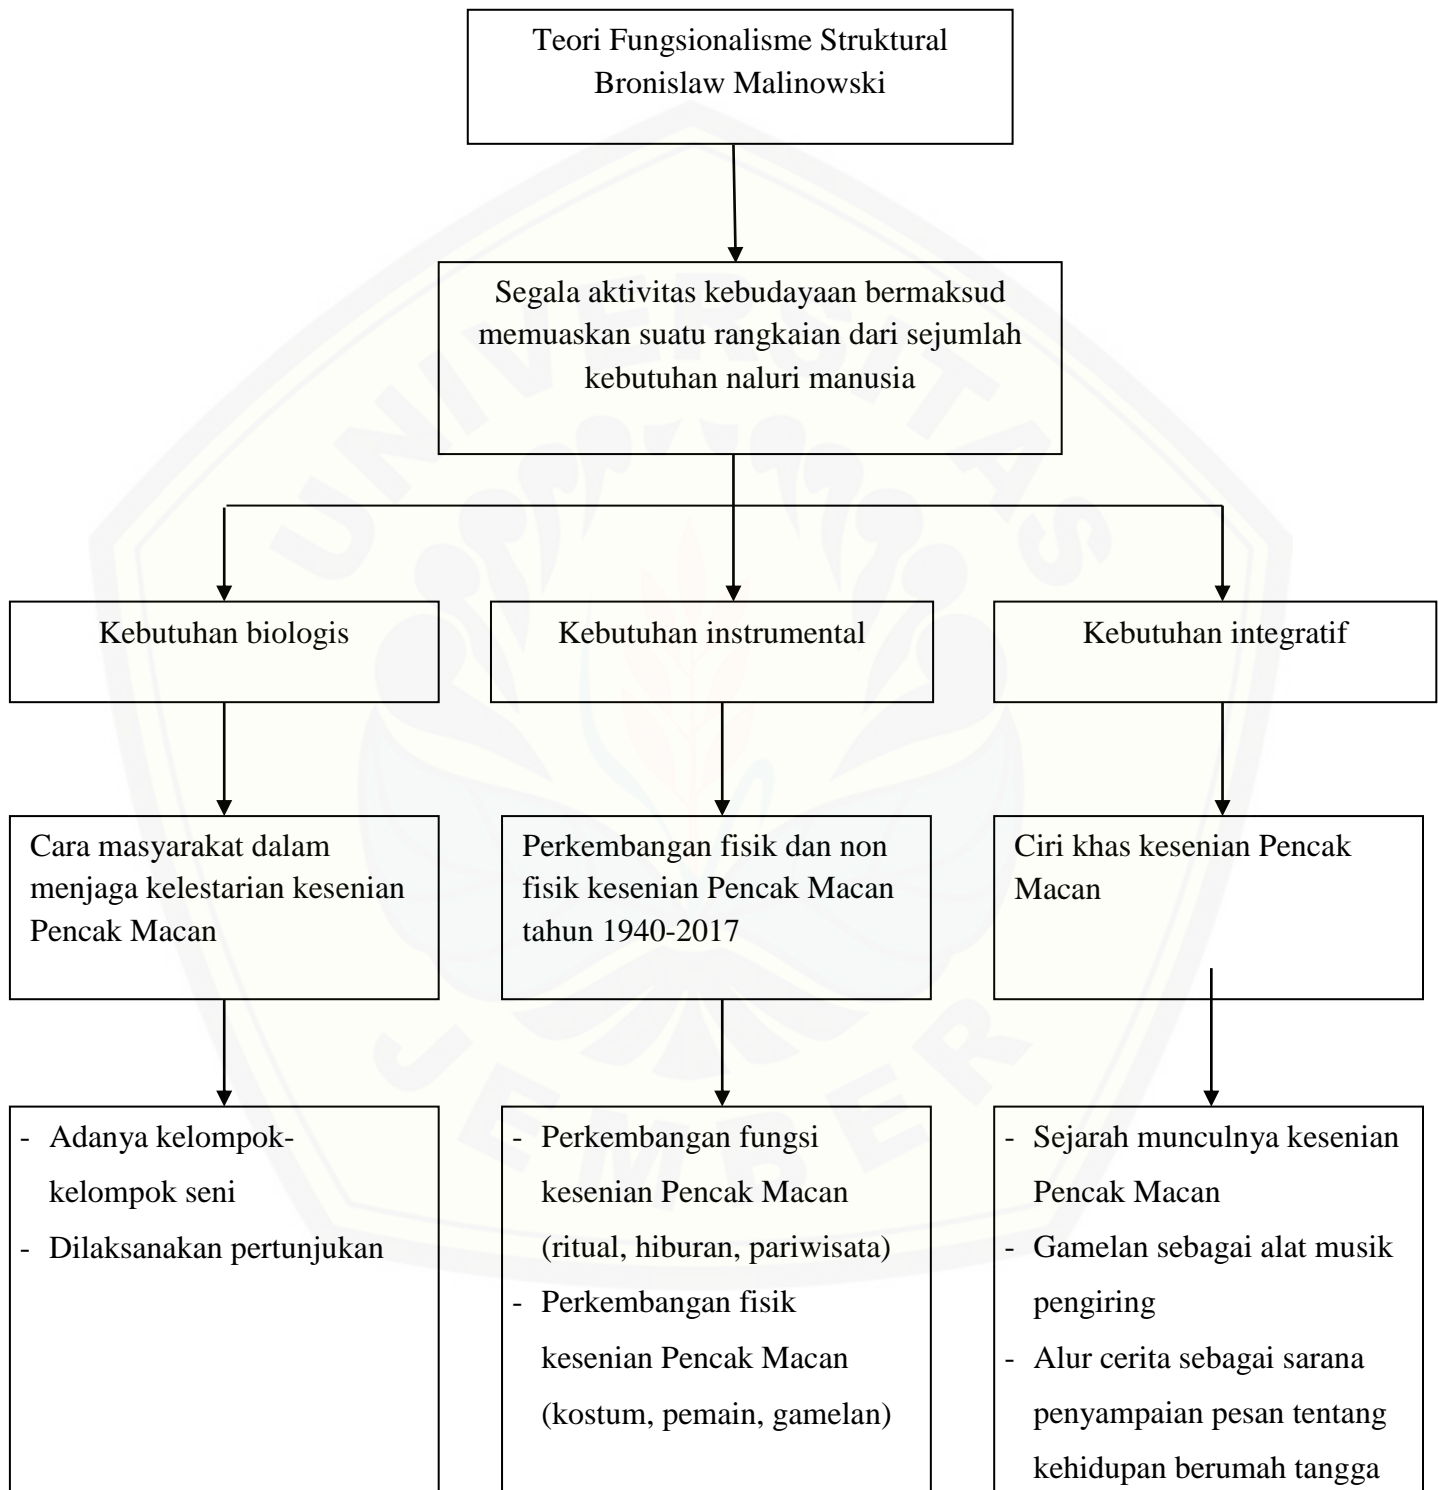 Teori Fungsionalisme Struktural
Bronislaw Malinowski
Segala aktivitas kebudayaan bermaksud
memuaskan suatu rangkaian dari sejumlah
kebutuhan naluri manusia
Kebutuhan biologis
Kebutuhan instrumental
Kebutuhan integratif
Cara masyarakat dalam
menjaga kelestarian kesenian
Pencak Macan
Perkembangan fisik dan non
fisik kesenian Pencak Macan
tahun 1940-2017
Ciri khas kesenian Pencak
Macan
- Adanya kelompok-
kelompok seni
- Dilaksanakan pertunjukan
- Perkembangan fungsi
kesenian Pencak Macan
(ritual, hiburan, pariwisata)
- Perkembangan fisik
kesenian Pencak Macan
(kostum, pemain, gamelan)
- Sejarah munculnya kesenian
Pencak Macan
- Gamelan sebagai alat musik
pengiring
- Alur cerita sebagai sarana
penyampaian pesan tentang
kehidupan berumah tangga
UNIVERSITAS
JEMBER